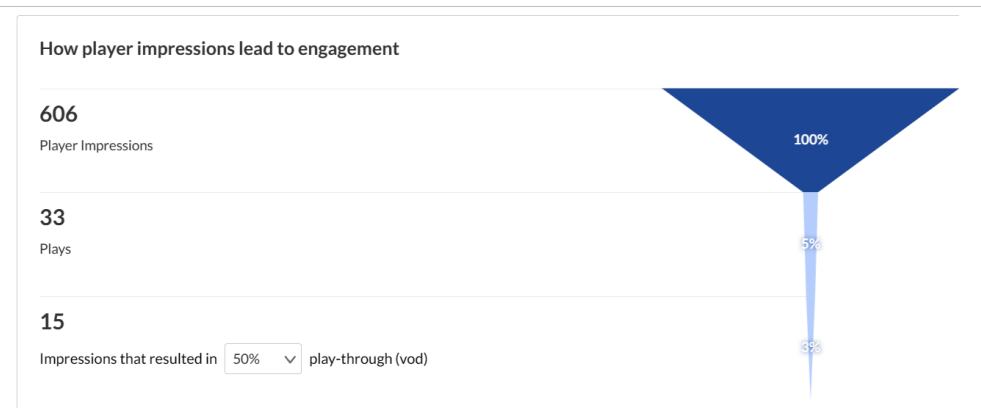 How player impressions lead to engagement
606
Player Impressions
100%
33
Plays
5%
15
Impressions that resulted in 50% play-through (vod)
3%